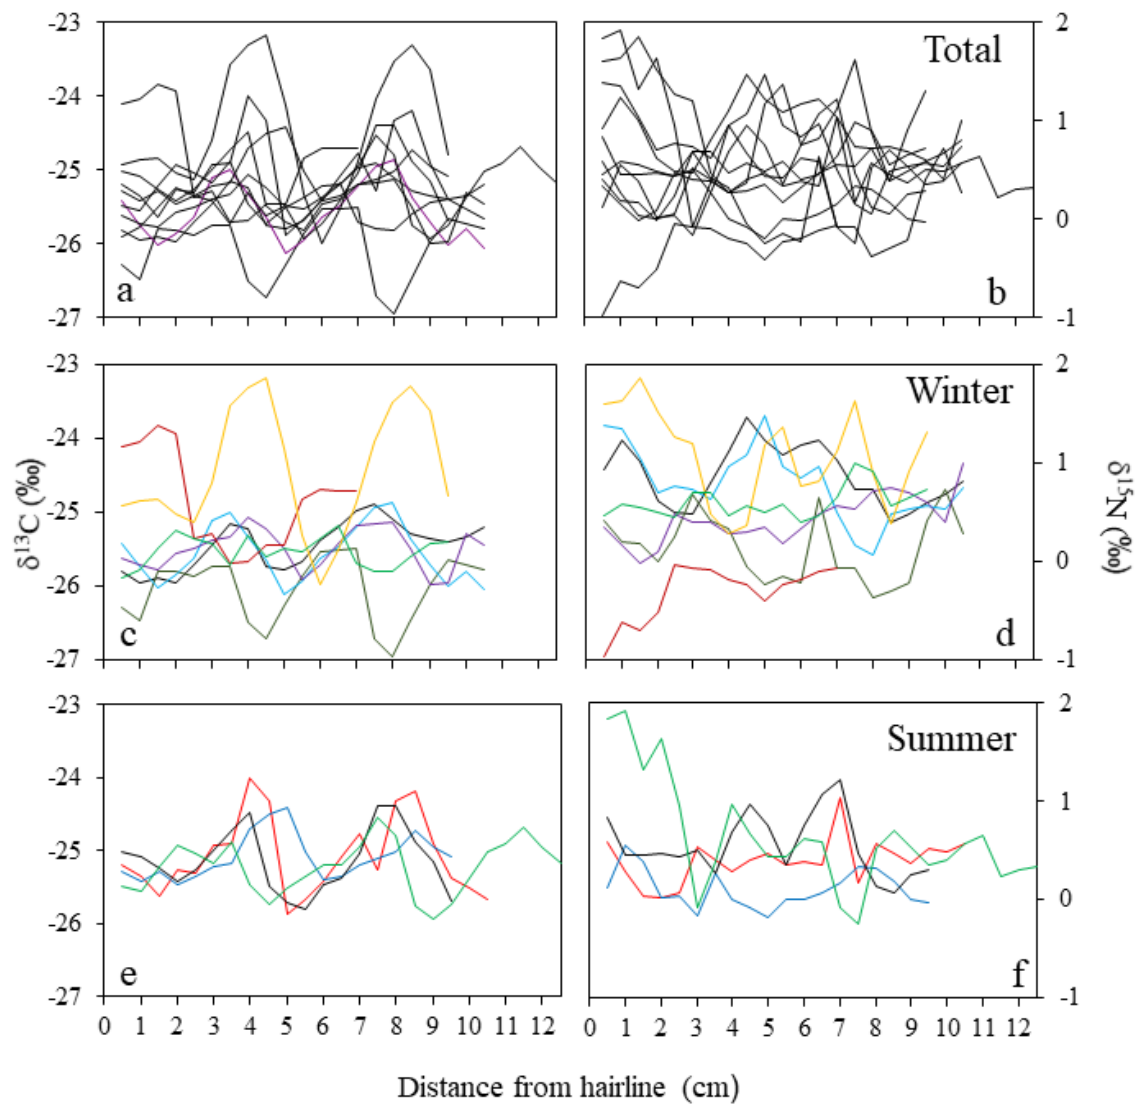 -23
-24
-25
-26
-27
a
Total
b
2
1
0
-1
-23
-24
-25
-26
-27
c
Winter
d
2
1
0
-1
δ13C (‰)
δ15N (‰)
-23
-24
-25
-26
-27
e
Summer
f
2
1
0
-1
0 1 2 3 4 5 6 7 8 9 10 11 12
0 1 2 3 4 5 6 7 8 9 10 11 12
Distance from hairline (cm)